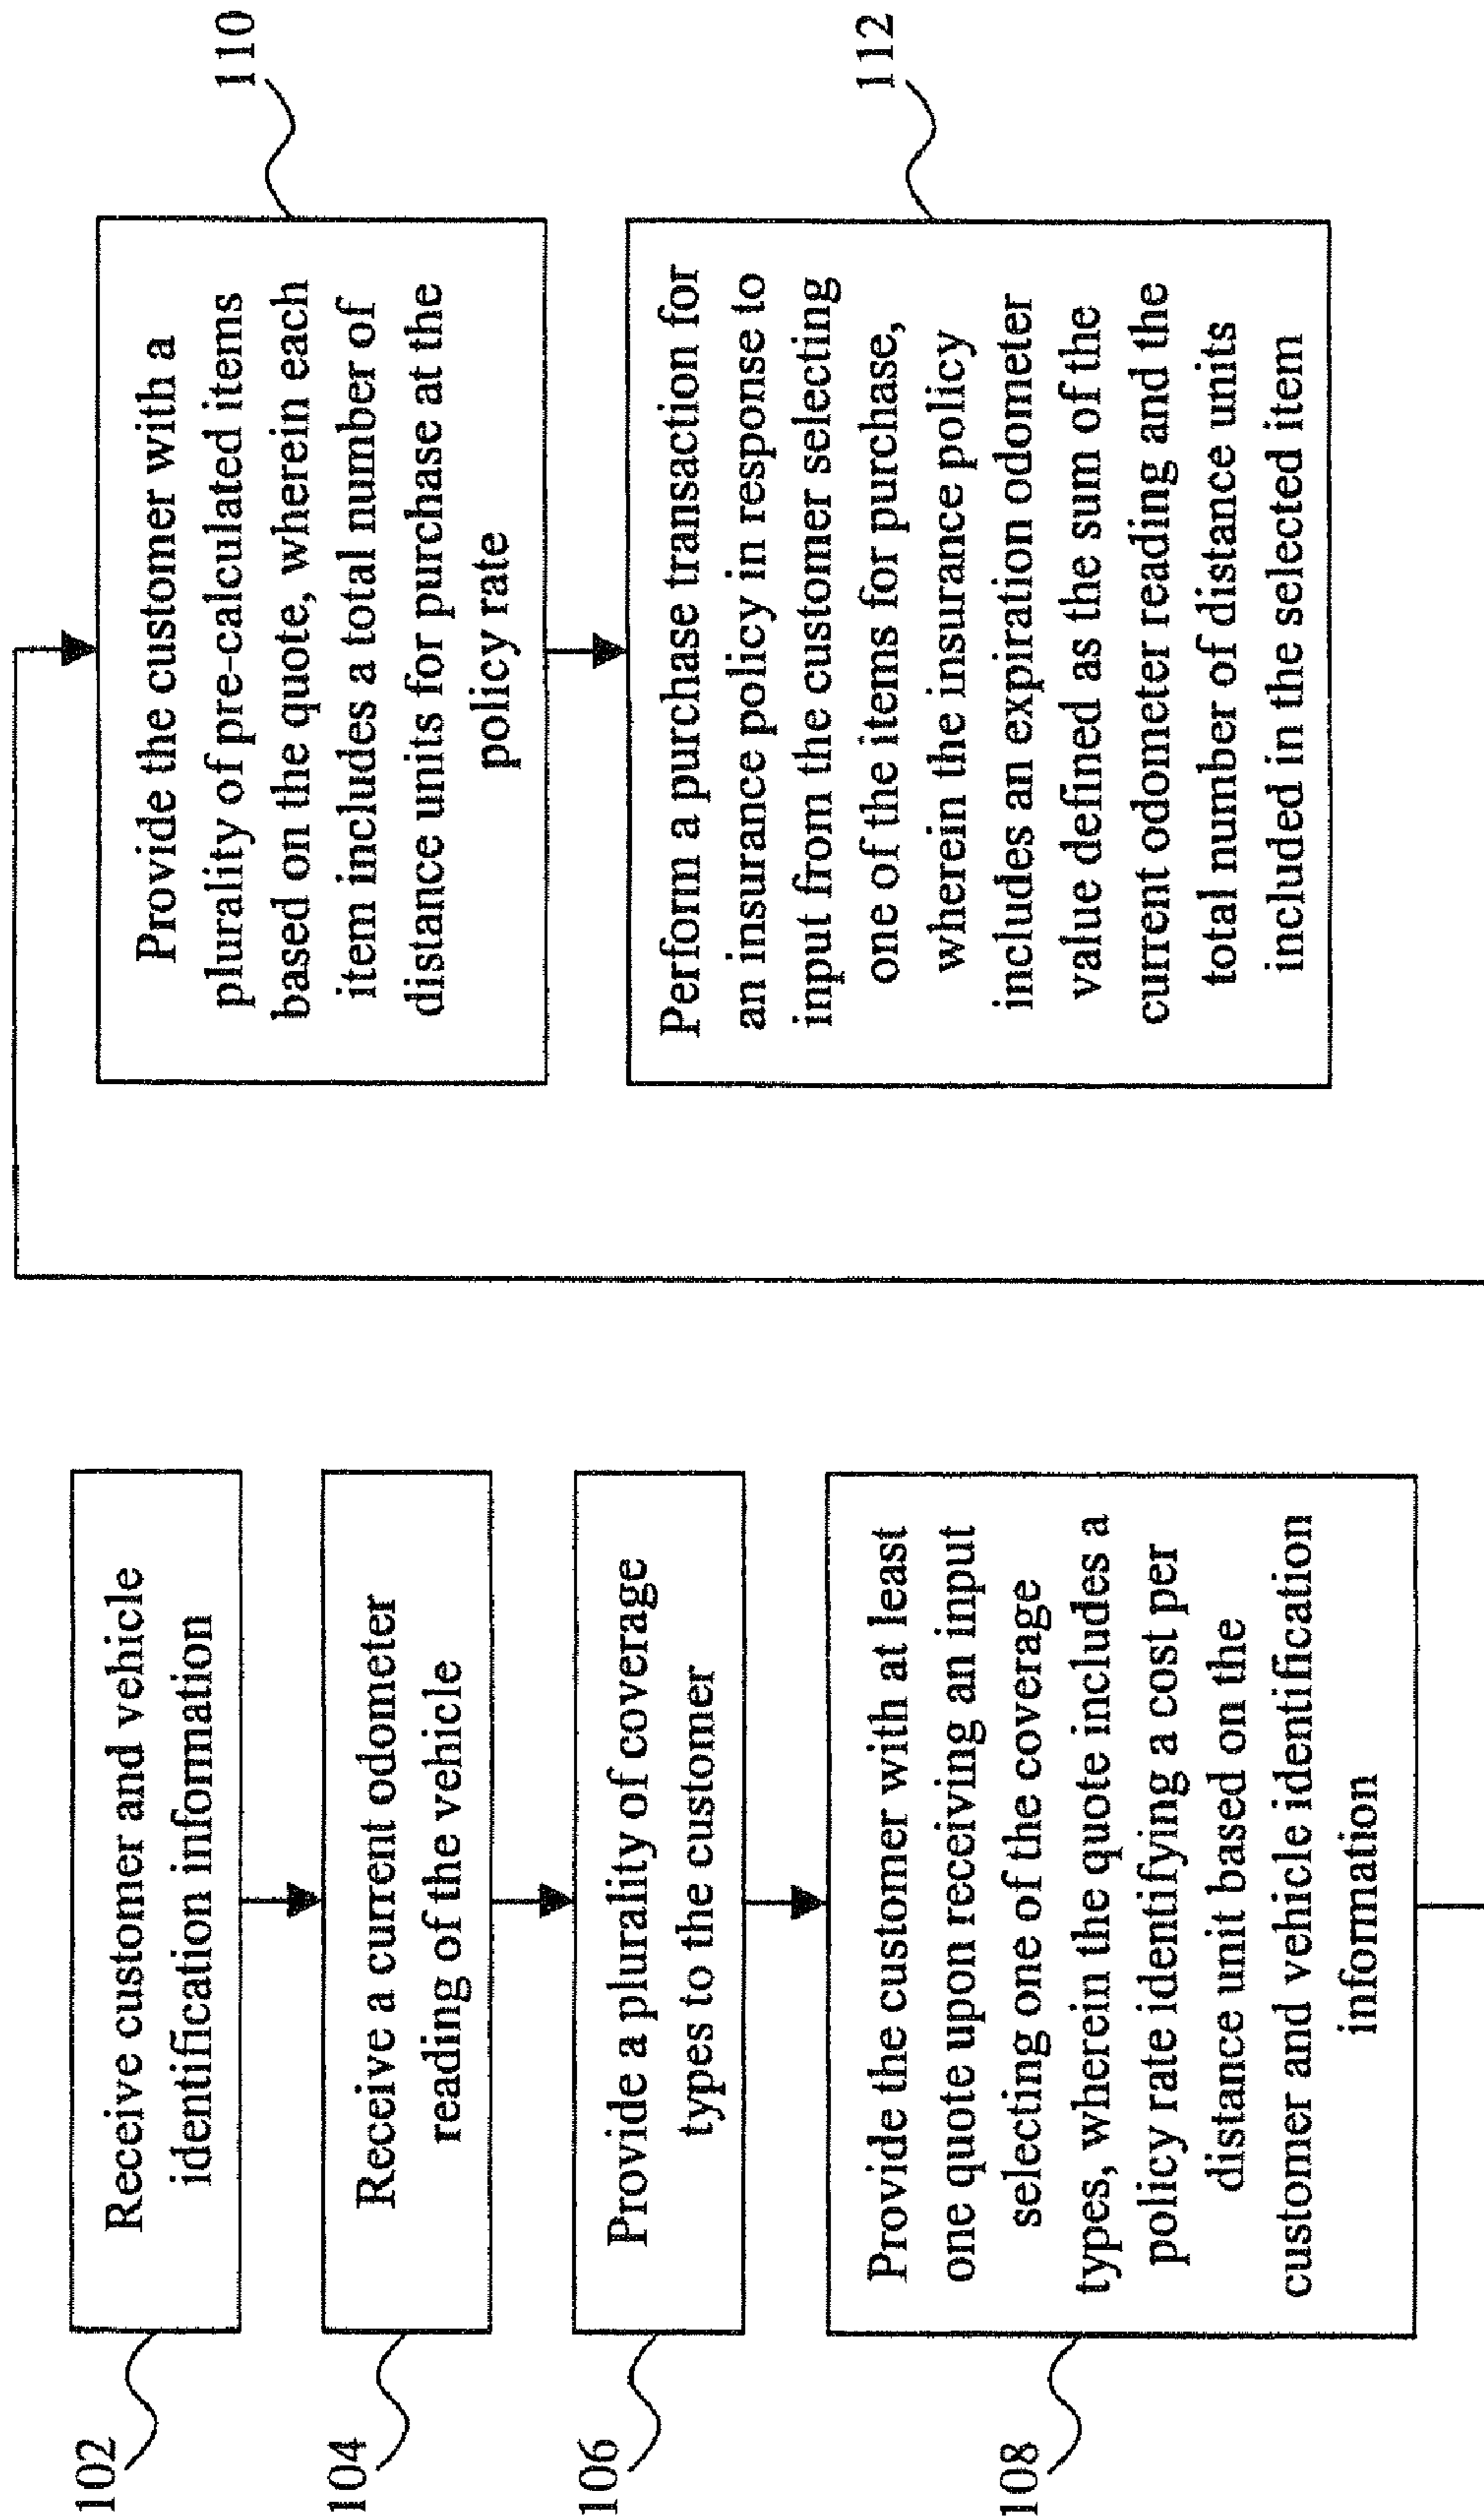 102
Receive customer and vehicle
identification information
104
Receive a current odometer
reading of the vehicle
106
Provide a plurality of coverage
types to the customer
108
Provide the customer with at least
one quote upon receiving an input
selecting one of the coverage
types, wherein the quote includes a
policy rate identifying a cost per
distance unit based on the
customer and vehicle identification
information
110
Provide the customer with a
plurality of pre-calculated items
based on the quote, wherein each
item includes a total number of
distance units for purchase at the
policy rate
112
Perform a purchase transaction for
an insurance policy in response to
input from the customer selecting
one of the items for purchase,
wherein the insurance policy
includes an expiration odometer
value defined as the sum of the
current odometer reading and the
total number of distance units
included in the selected item